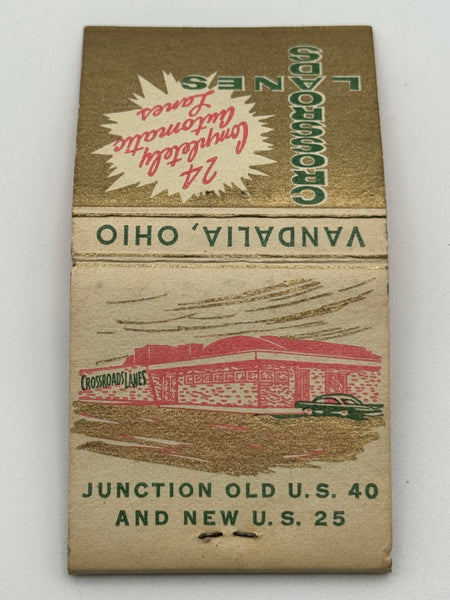 CROSSROADS
LANES
24
Completely
Automatic
Lanes
VANDALIA, OHIO
CROSSROADS LANES
JUNCTION OLD U.S. 40
AND NEW U.S. 25